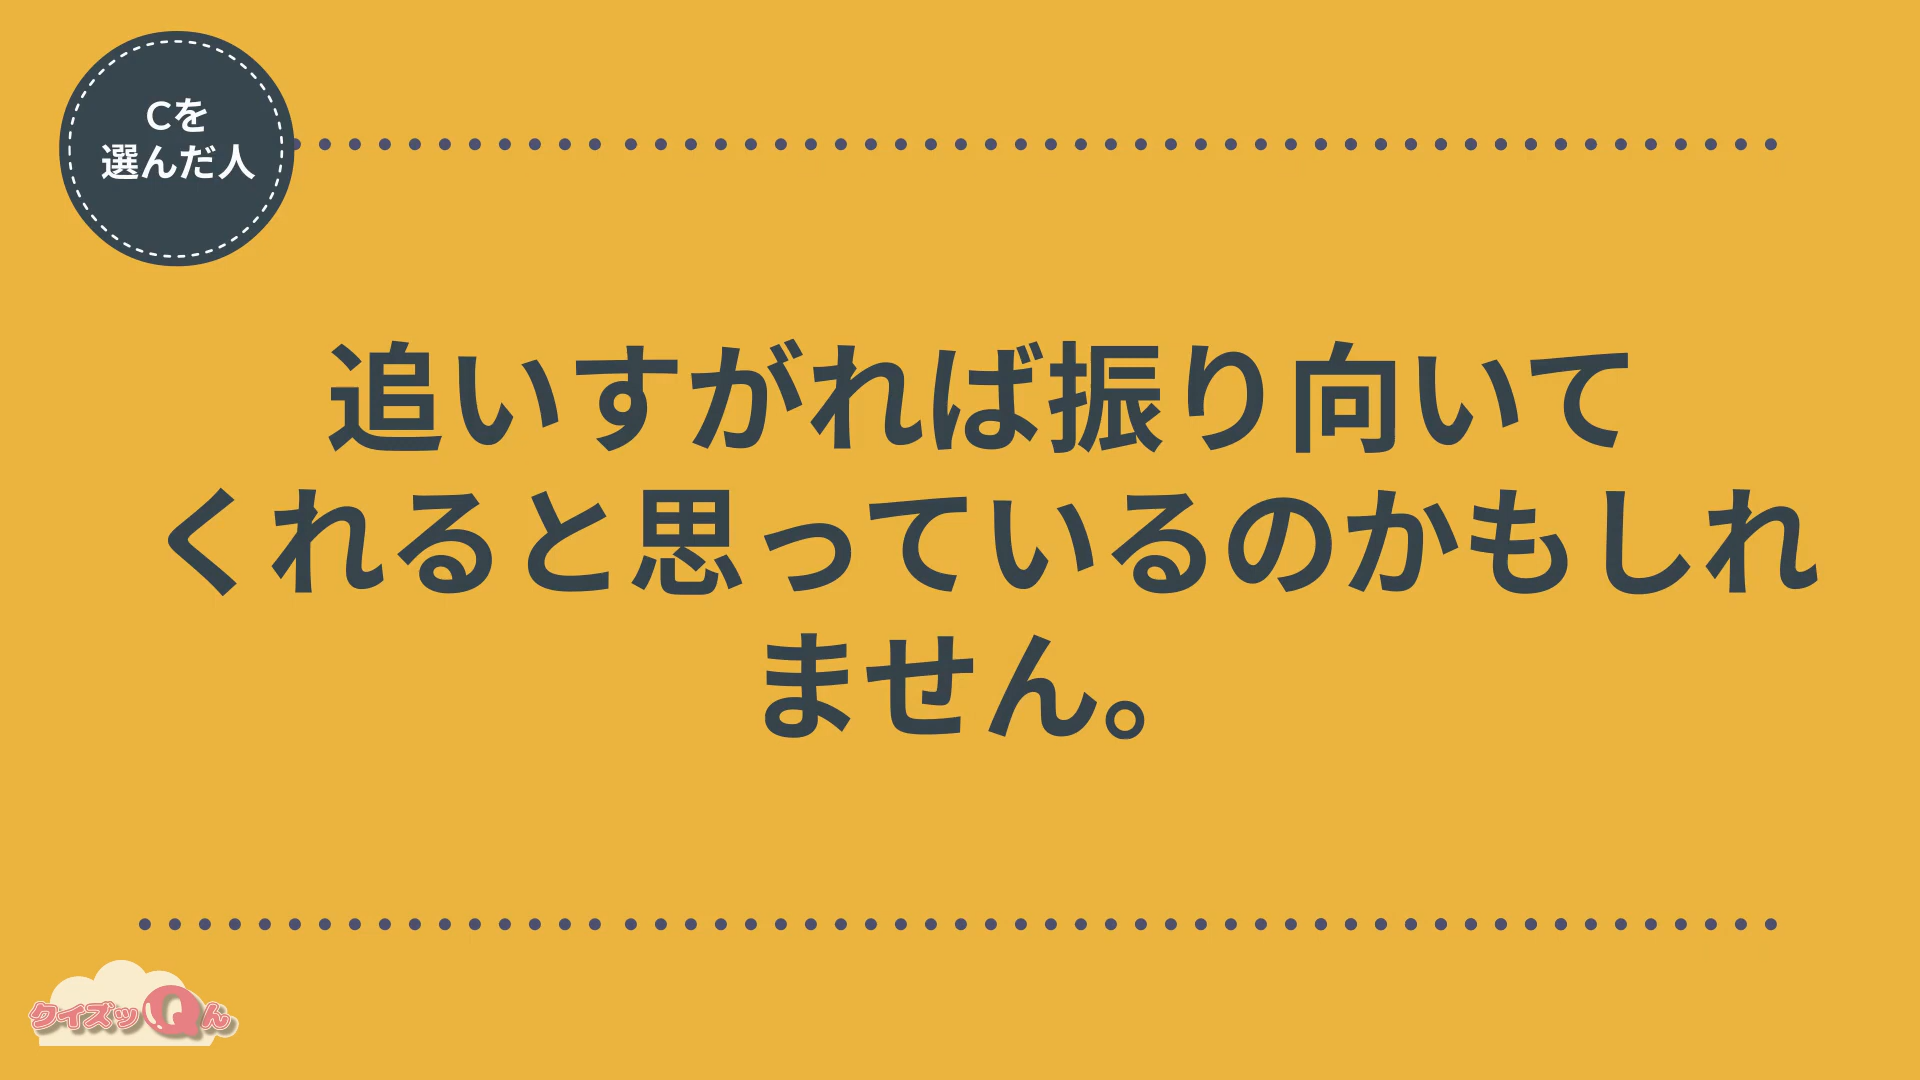 Cを
選んだ人
追いすがれば振り向いて
くれると思っているのかもしれ
ません。
クイズッQん